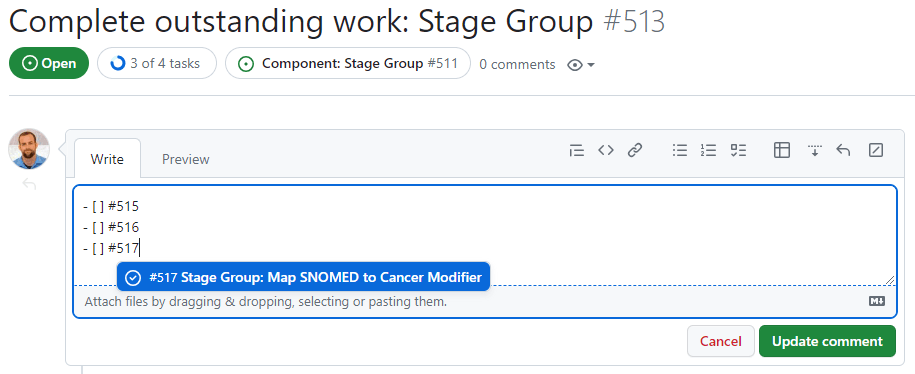 Complete outstanding work: Stage Group #513
Open 3 of 4 tasks Component: Stage Group #511 0 comments
Write Preview
- [ ] #515
- [ ] #516
- [ ] #517
#517 Stage Group: Map SNOMED to Cancer Modifier
Attach files by dragging & dropping, selecting or pasting them.
Cancel Update comment